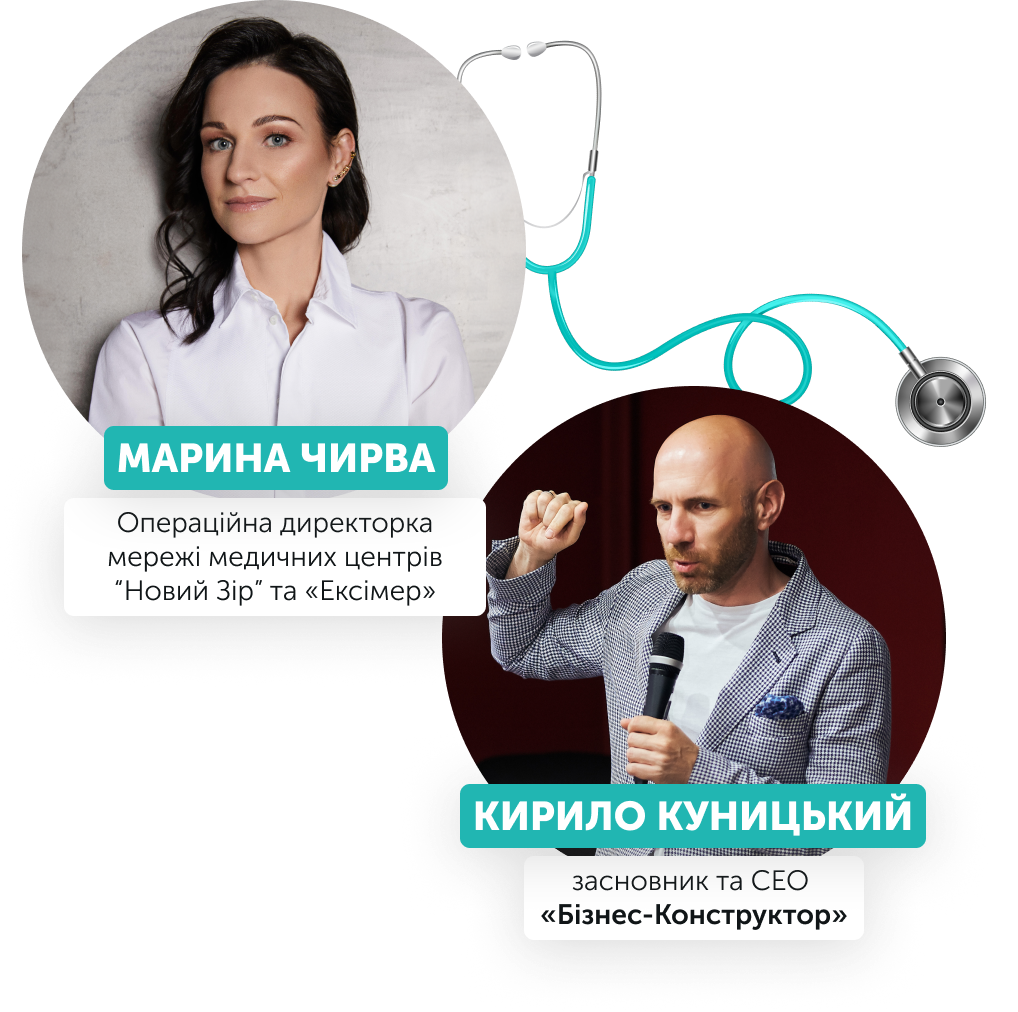 МАРИНА ЧИРВА
Операційна директорка
мережі медичних центрів
“Новий Зір” та «Ексімер»
КИРИЛО КУНИЦЬКИЙ
засновник та CEO
«Бізнес-Конструктор»